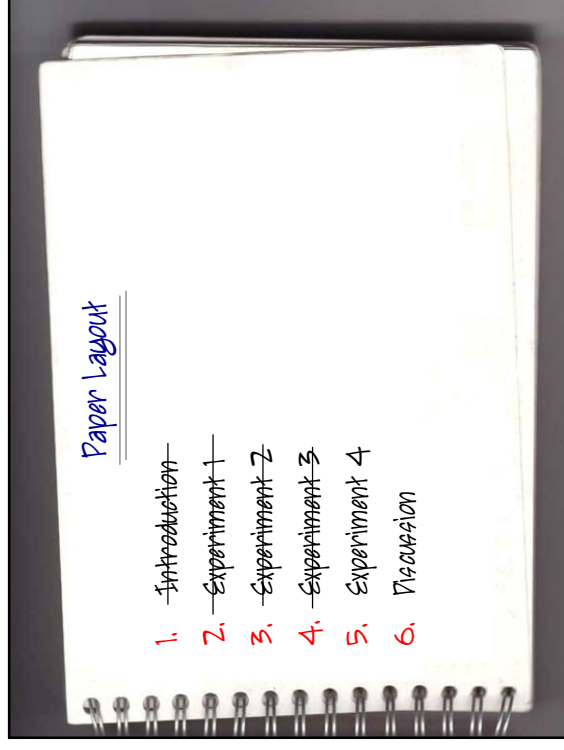 Paper Layout
1. Introduction
2. Experiment 1
3. Experiment 2
4. Experiment 3
5. Experiment 4
6. Discussion